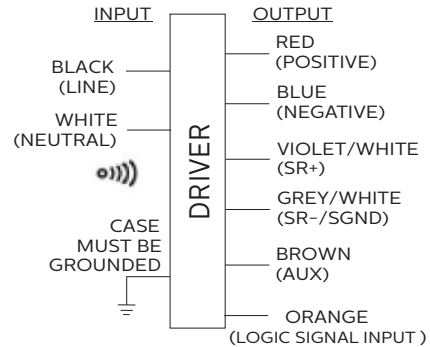 INPUT
OUTPUT
BLACK
(LINE)
WHITE
(NEUTRAL)
CASE
MUST BE
GROUNDED
DRIVER
RED
(POSITIVE)
BLUE
(NEGATIVE)
VIOLET/WHITE
(SR+)
GREY/WHITE
(SR-/SGND)
BROWN
(AUX)
ORANGE
(LOGIC SIGNAL INPUT )